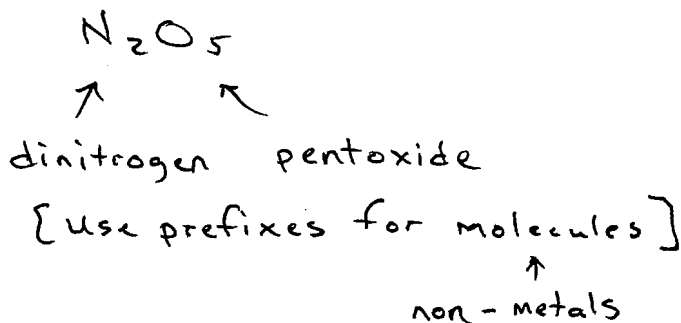 N₂O₅
dinitrogen pentoxide
[Use prefixes for molecules]
non-metals